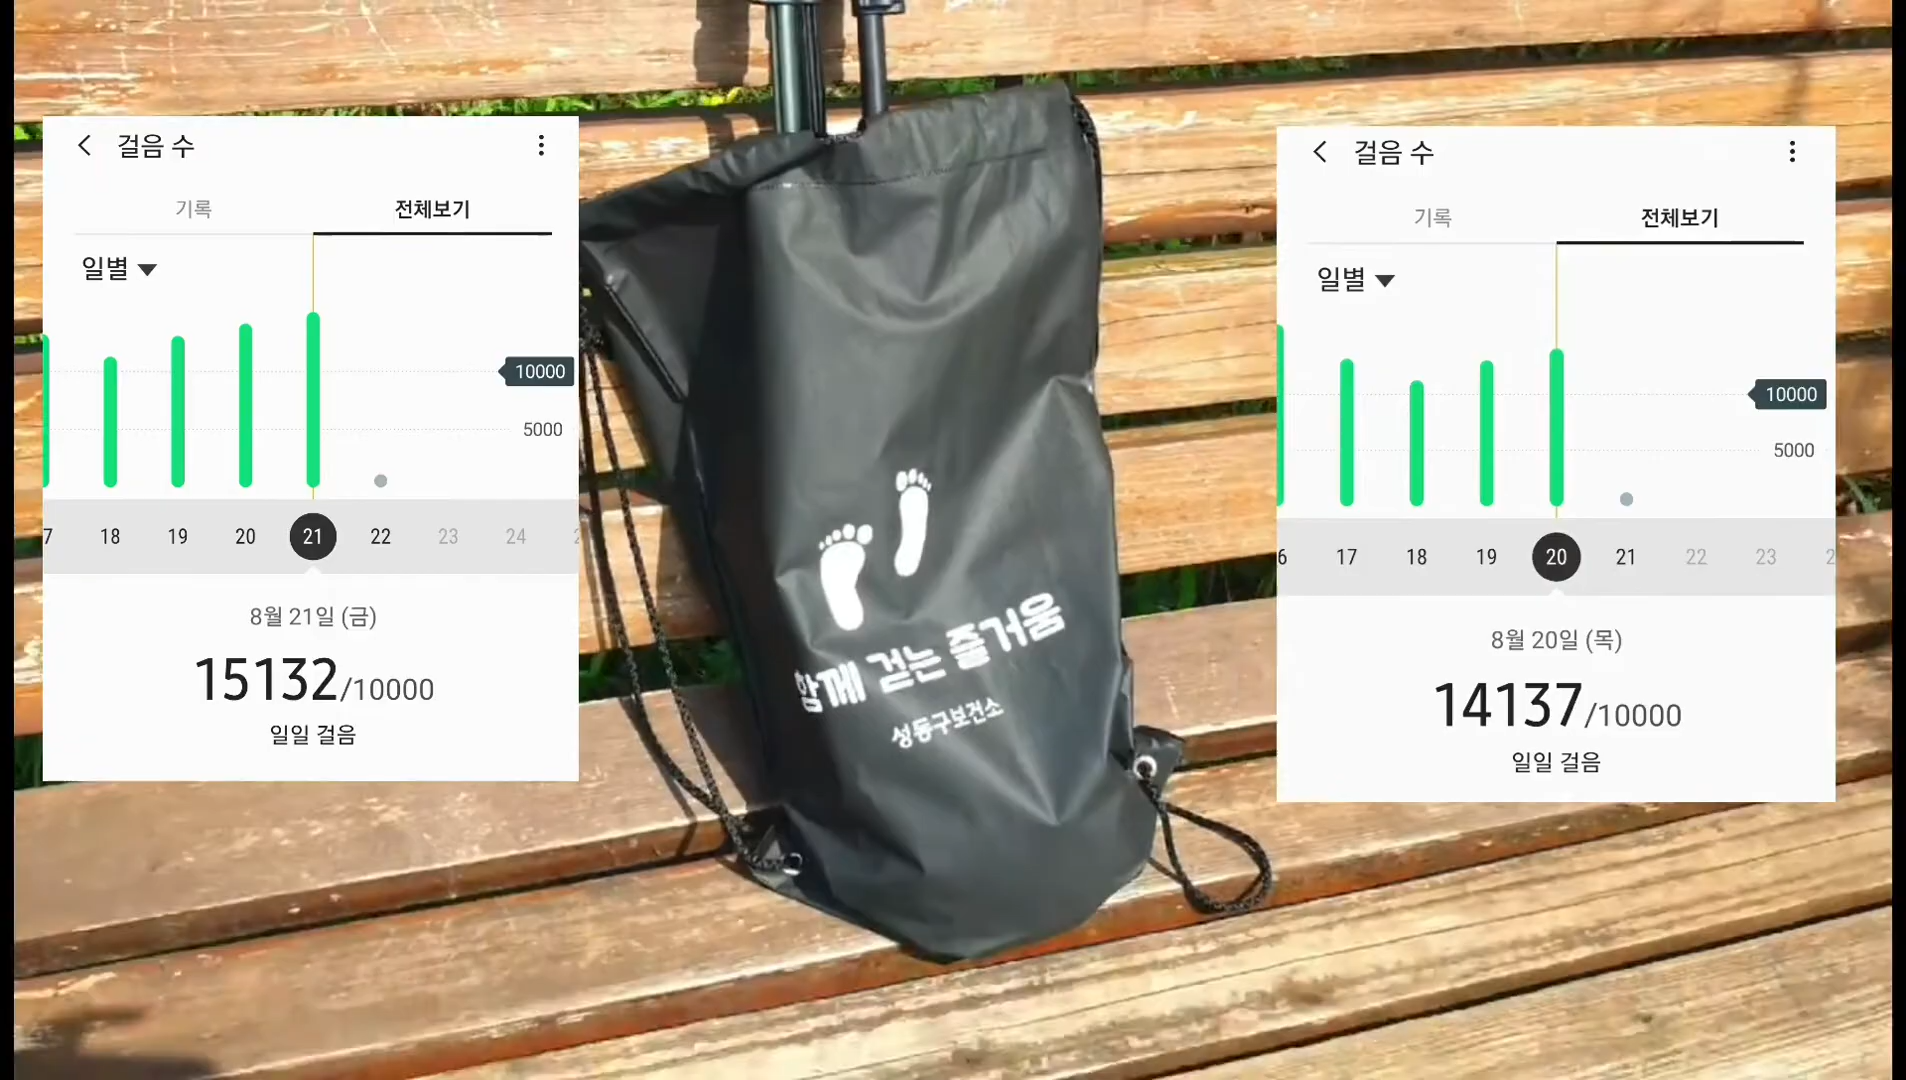 걸음 수
기록
전체보기
일별
10000
5000
7 18 19 20 21 22 23 24
8월 21일 (금)
15132/10000
일일 걸음
함께 걷는 즐거움
성동구보건소
걸음 수
기록
전체보기
일별
10000
5000
6 17 18 19 20 21 22 23 2
8월 20일 (목)
14137/10000
일일 걸음